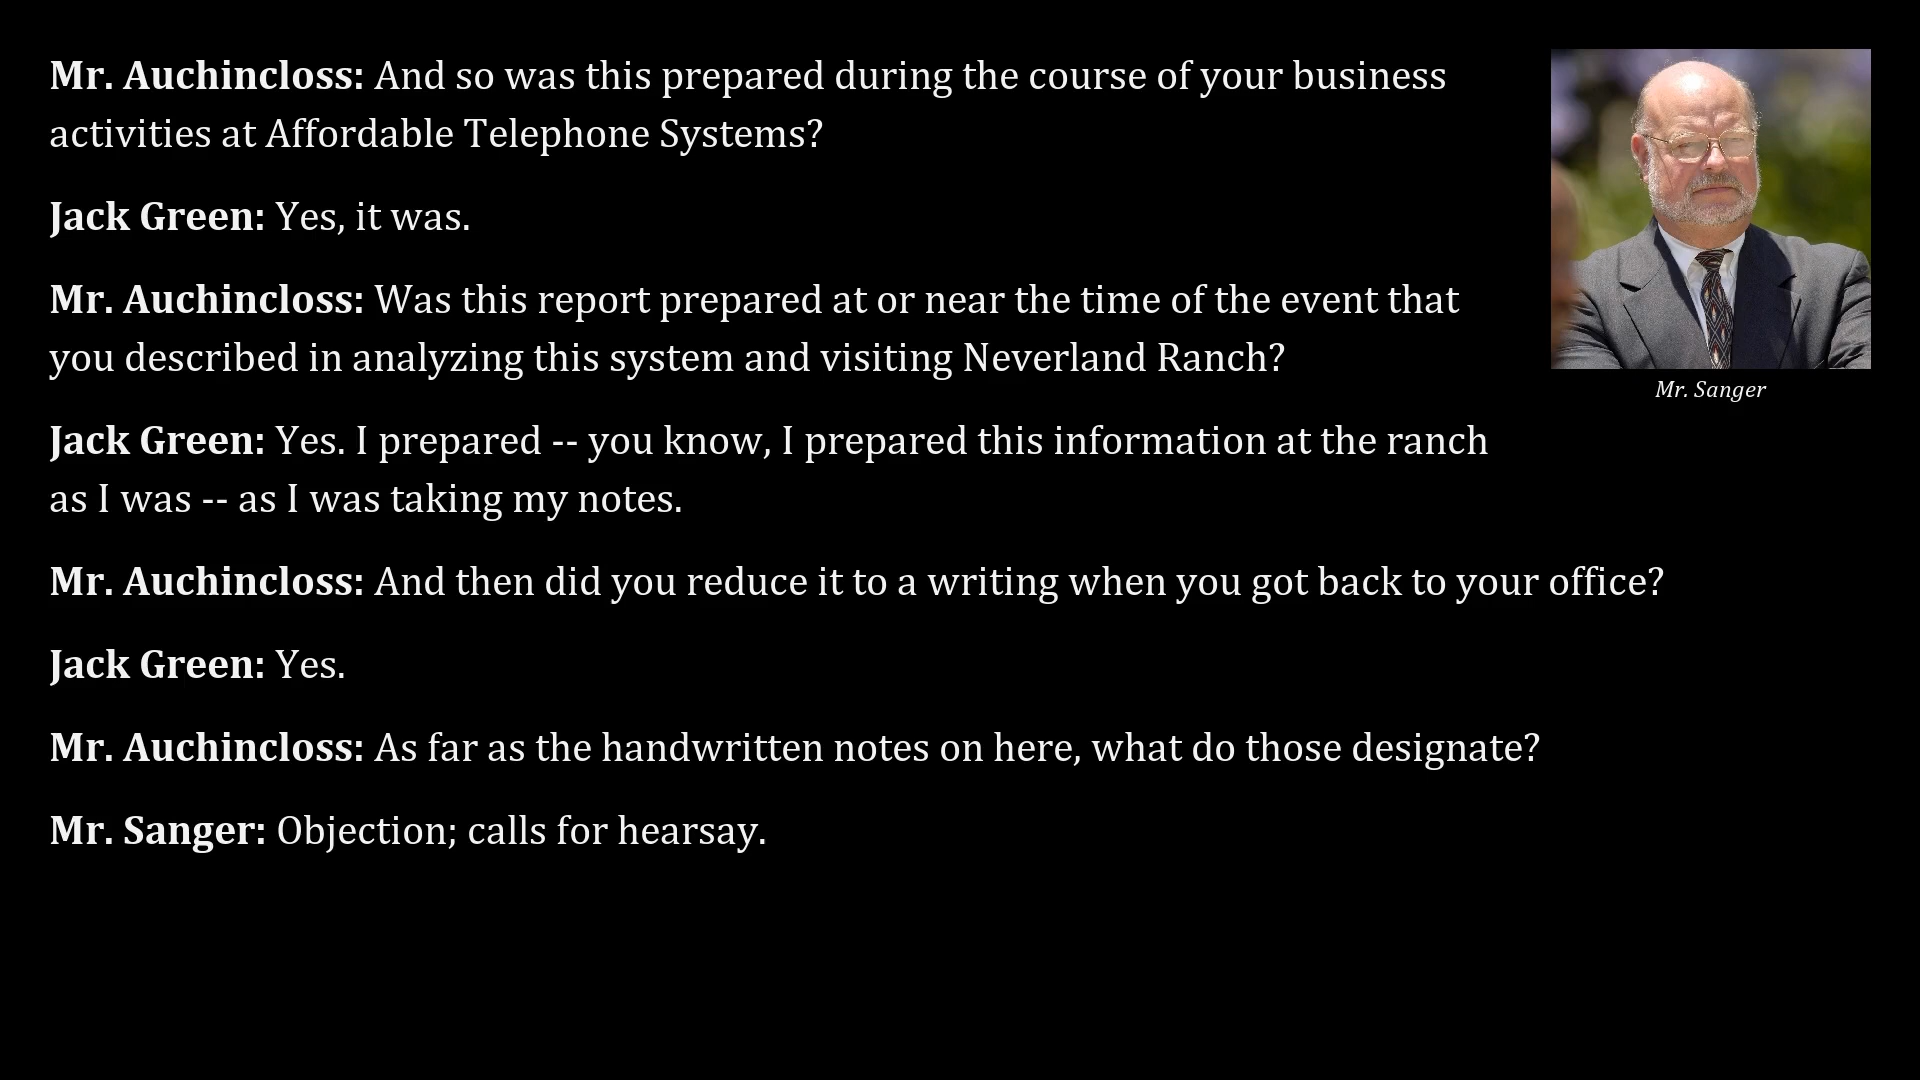 Mr. Auchincloss: And so was this prepared during the course of your business
activities at Affordable Telephone Systems?
Jack Green: Yes, it was.
Mr. Auchincloss: Was this report prepared at or near the time of the event that
you described in analyzing this system and visiting Neverland Ranch?
Mr. Sanger
Jack Green: Yes. I prepared -- you know, I prepared this information at the ranch
as I was -- as I was taking my notes.
Mr. Auchincloss: And then did you reduce it to a writing when you got back to your office?
Jack Green: Yes.
Mr. Auchincloss: As far as the handwritten notes on here, what do those designate?
Mr. Sanger: Objection; calls for hearsay.